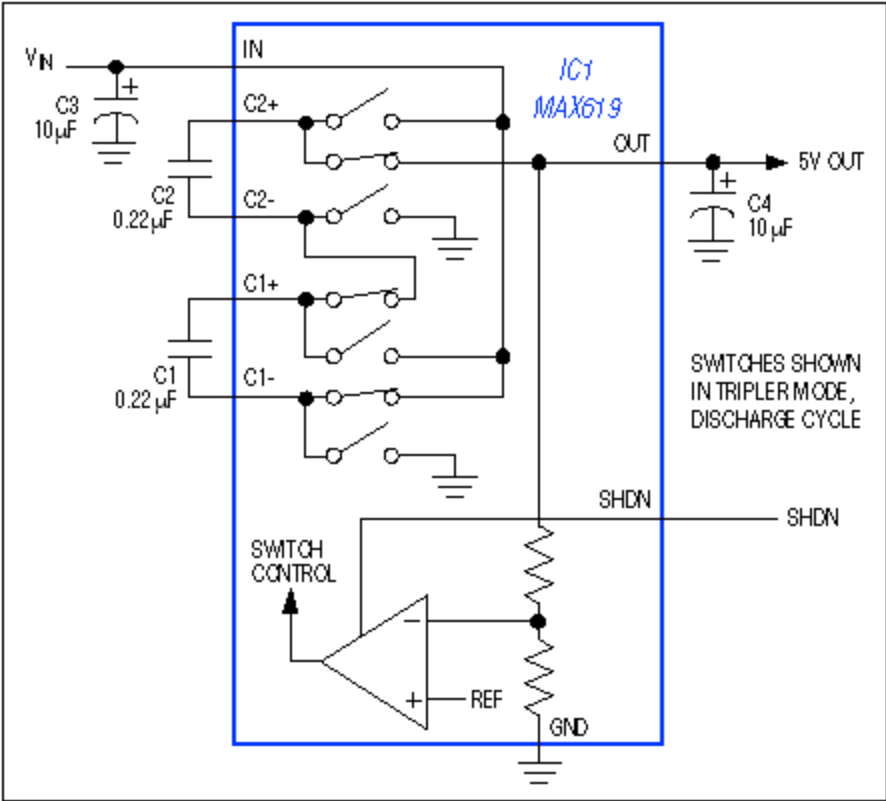 VIN
IN
IC1
MAX619
C3
10µF
+
C2+
OUT
5V OUT
C2
0.22µF
C2-
+
C4
10µF
C1+
C1
0.22µF
C1-
SWITCHES SHOWN
IN TRIPLER MODE,
DISCHARGE CYCLE
SHDN
SHDN
SWITCH
CONTROL
−
+
REF
GND